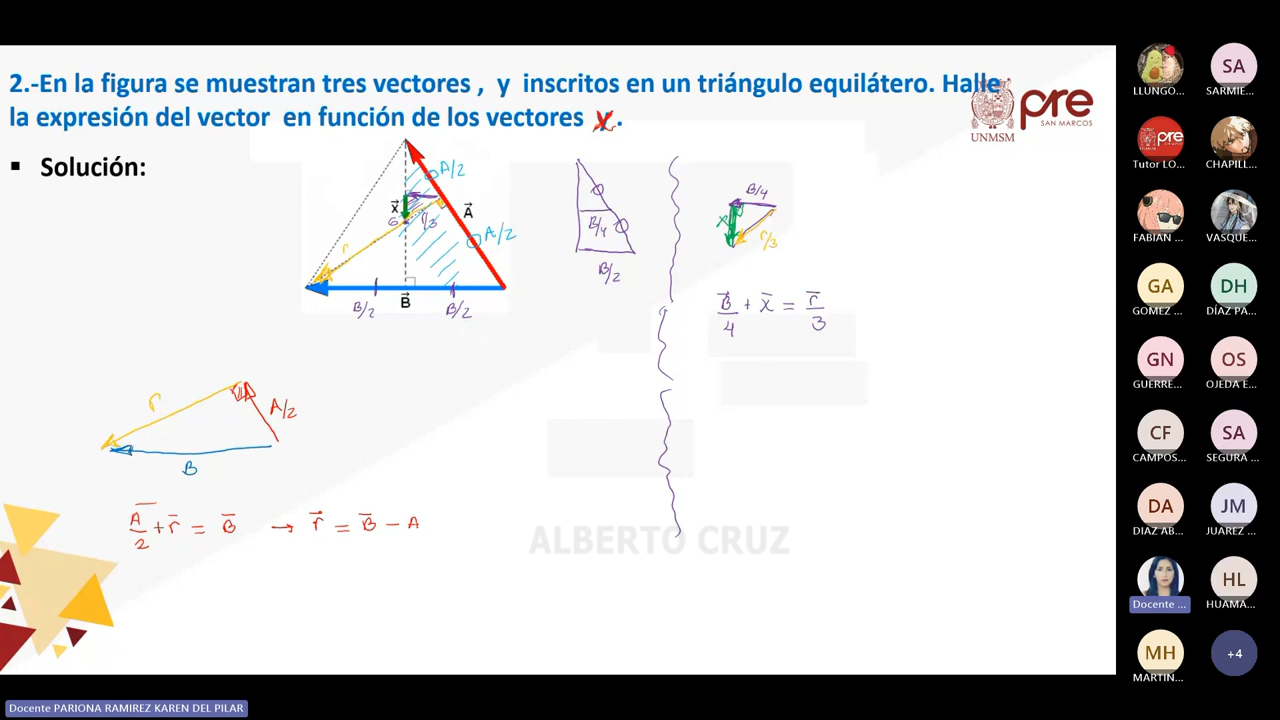 2.-En la figura se muestran tres vectores , y inscritos en un triángulo equilátero. Halle
la expresión del vector en función de los vectores y .
UNMSM
pre
SAN MARCOS
▪ Solución:
A/2
x⃗
A⃗
G
r/3
r
A/2
B⃗
B/2
B/2
B/4
B/2
B/4
x
r/3
B/4 + x = r/3
r
A/2
B
A/2 + r = B → r = B - A
ALBERTO CRUZ
LLUNGO...
SA
SARMIE...
pre
Tutor LO...
CHAPILL...
FABIAN ...
VASQUE...
GA
GOMEZ ...
DH
DÍAZ PA...
GN
GUERRE...
OS
OJEDA E...
CF
CAMPOS...
SA
SEGURA ...
DA
DIAZ AB...
JM
JUAREZ ...
Docente ...
HL
HUAMA...
MH
MARTIN...
+4
Docente PARIONA RAMIREZ KAREN DEL PILAR